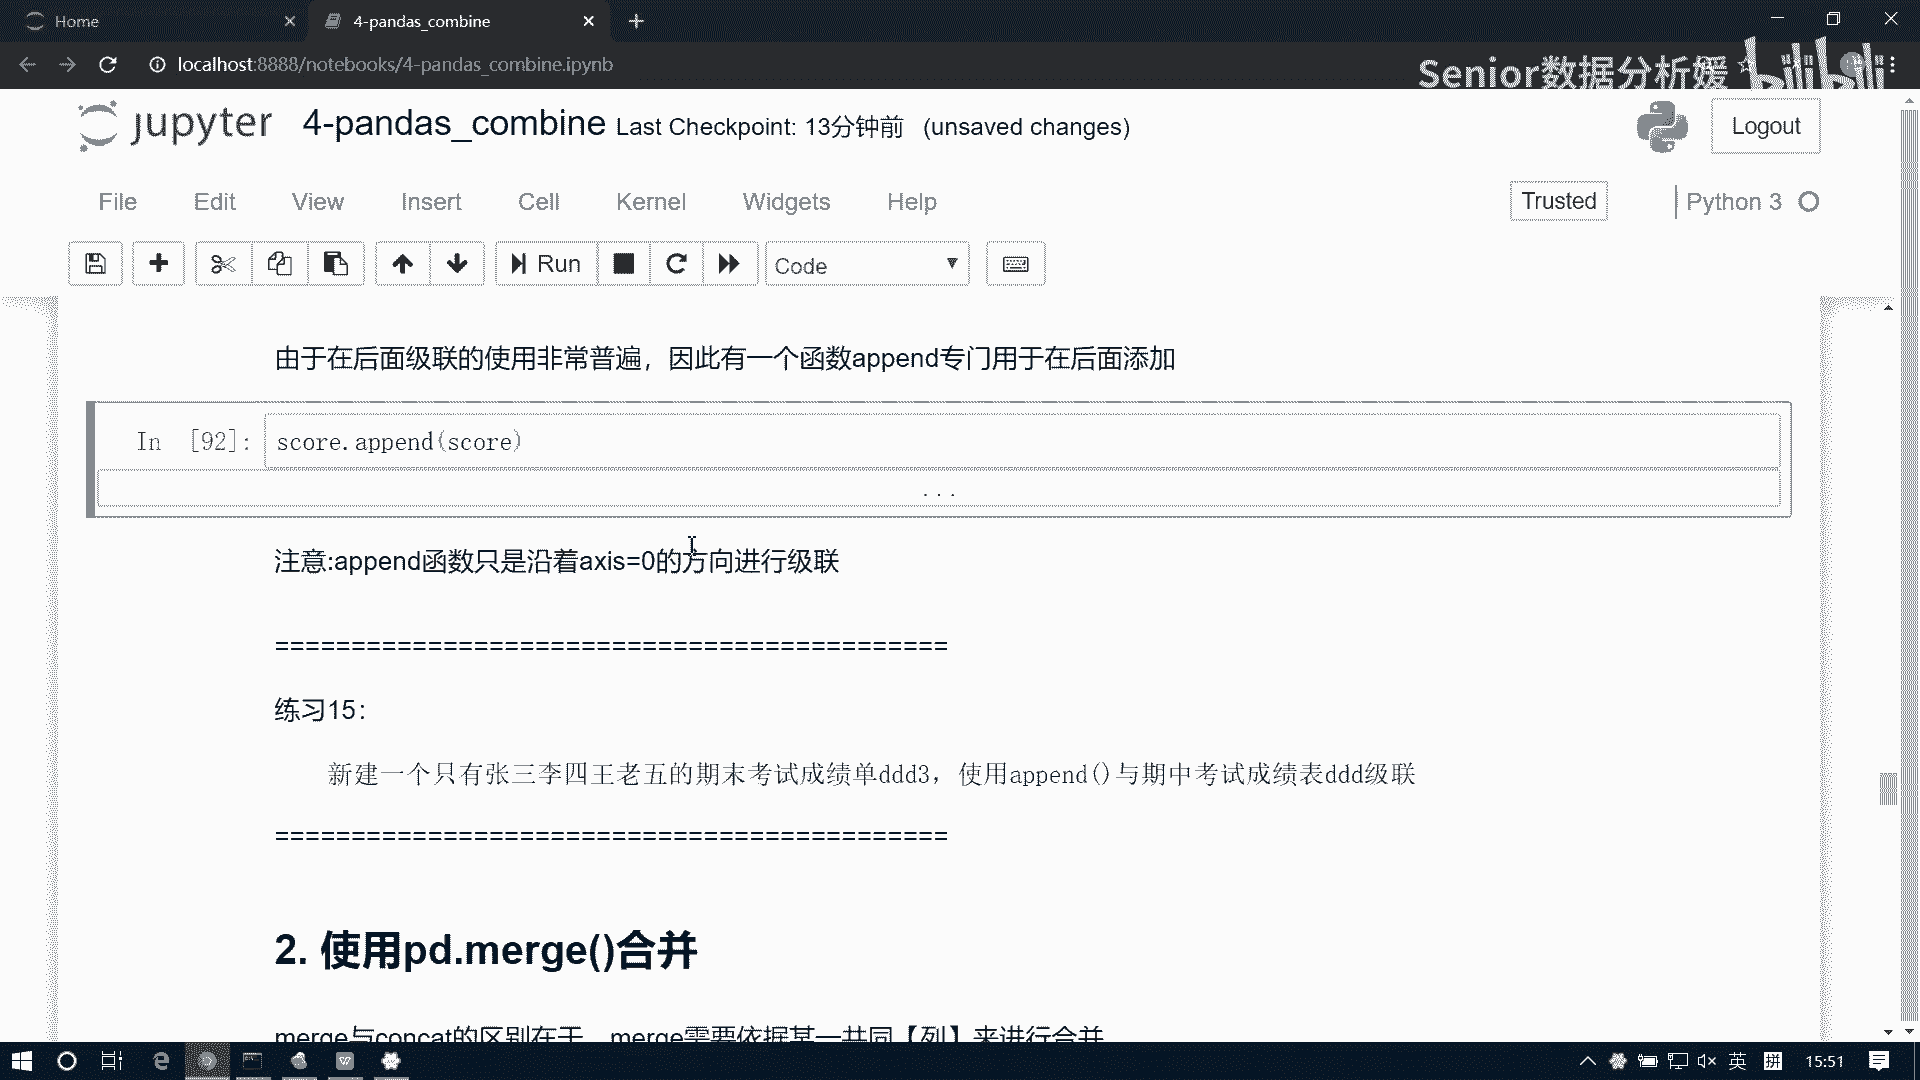 Home
4-pandas_combine
localhost:8888/notebooks/4-pandas_combine.ipynb
Senior数据分析媛
bilibili
jupyter 4-pandas_combine Last Checkpoint: 13分钟前 (unsaved changes)
Logout
File Edit View Insert Cell Kernel Widgets Help
Trusted
Python 3
Run
Code
由于在后面级联的使用非常普遍，因此有一个函数append专门用于在后面添加
In [92]: score.append(score)
...
注意:append函数只是沿着axis=0的方向进行级联
============================================
练习15：
新建一个只有张三李四王老五的期末考试成绩单ddd3，使用append()与期中考试成绩表ddd级联
============================================
2. 使用pd.merge()合并
merge与concat的区别在于，merge需要依据某一共同【列】来进行合并
英 拼 15:51